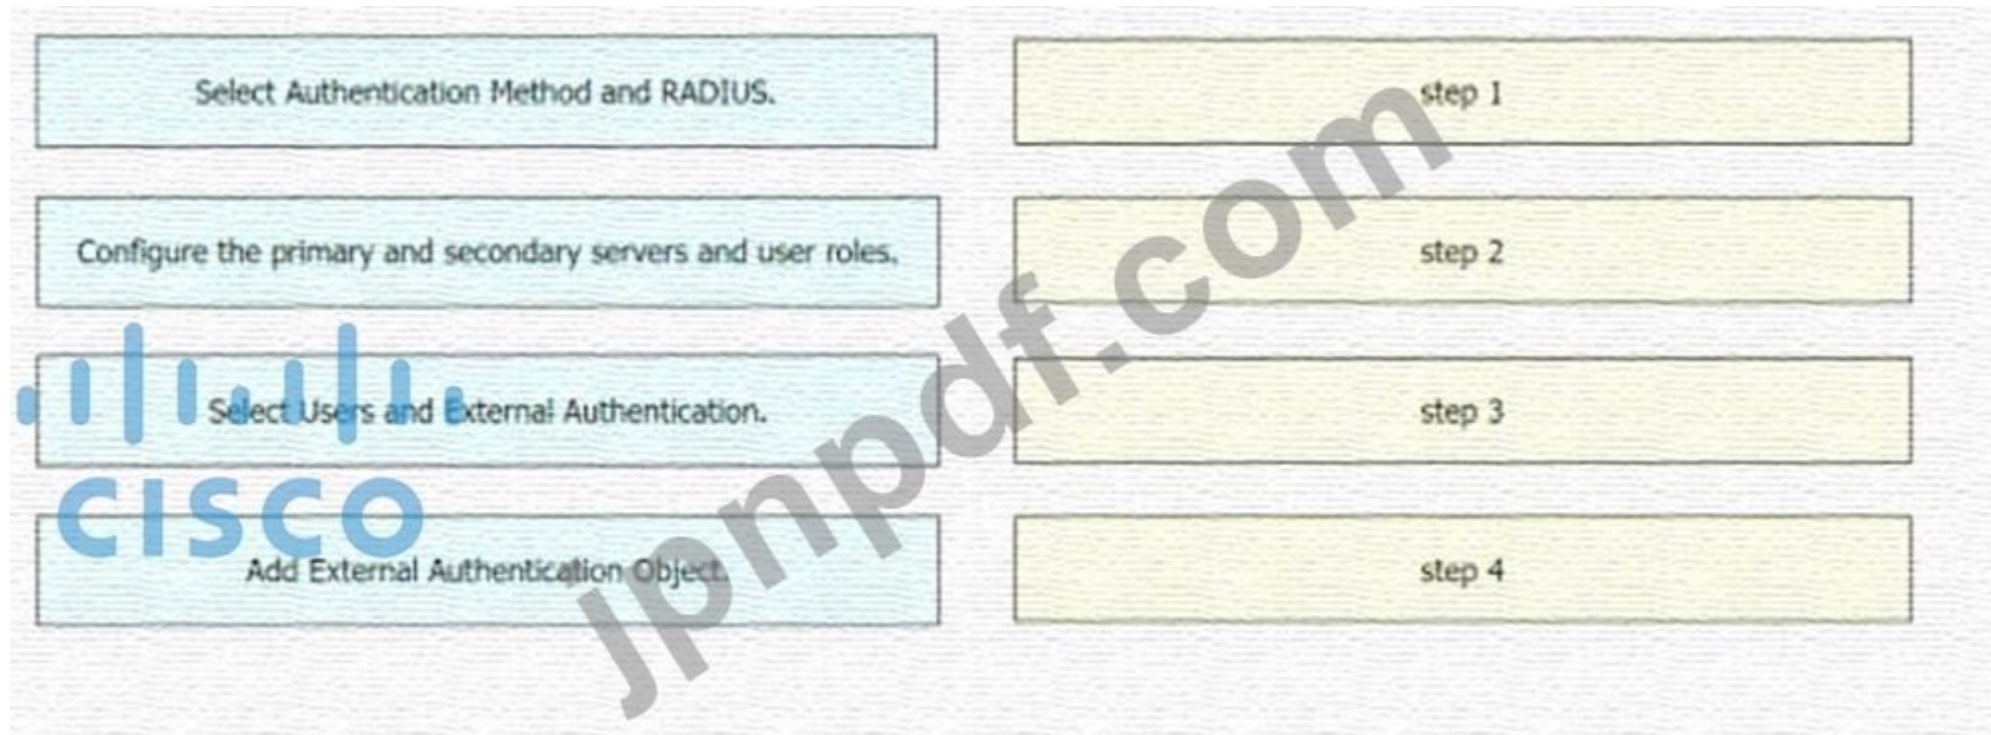 Select Authentication Method and RADIUS.
step 1
Configure the primary and secondary servers and user roles.
step 2
Select Users and External Authentication.
step 3
Add External Authentication Object.
step 4
CISCO
jpnpdf.com